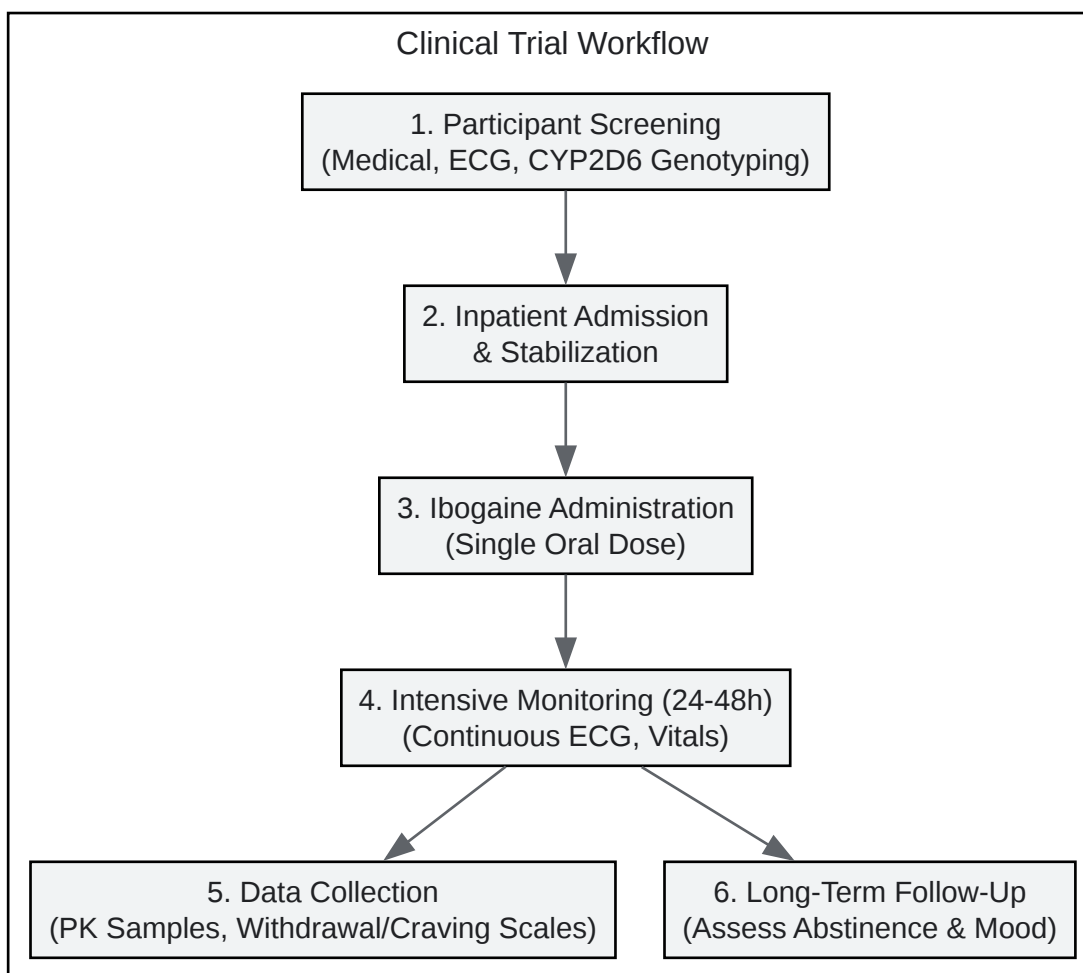 Clinical Trial Workflow
1. Participant Screening
(Medical, ECG, CYP2D6 Genotyping)
2. Inpatient Admission
& Stabilization
3. Ibogaine Administration
(Single Oral Dose)
4. Intensive Monitoring (24-48h)
(Continuous ECG, Vitals)
5. Data Collection
(PK Samples, Withdrawal/Craving Scales)
6. Long-Term Follow-Up
(Assess Abstinence & Mood)